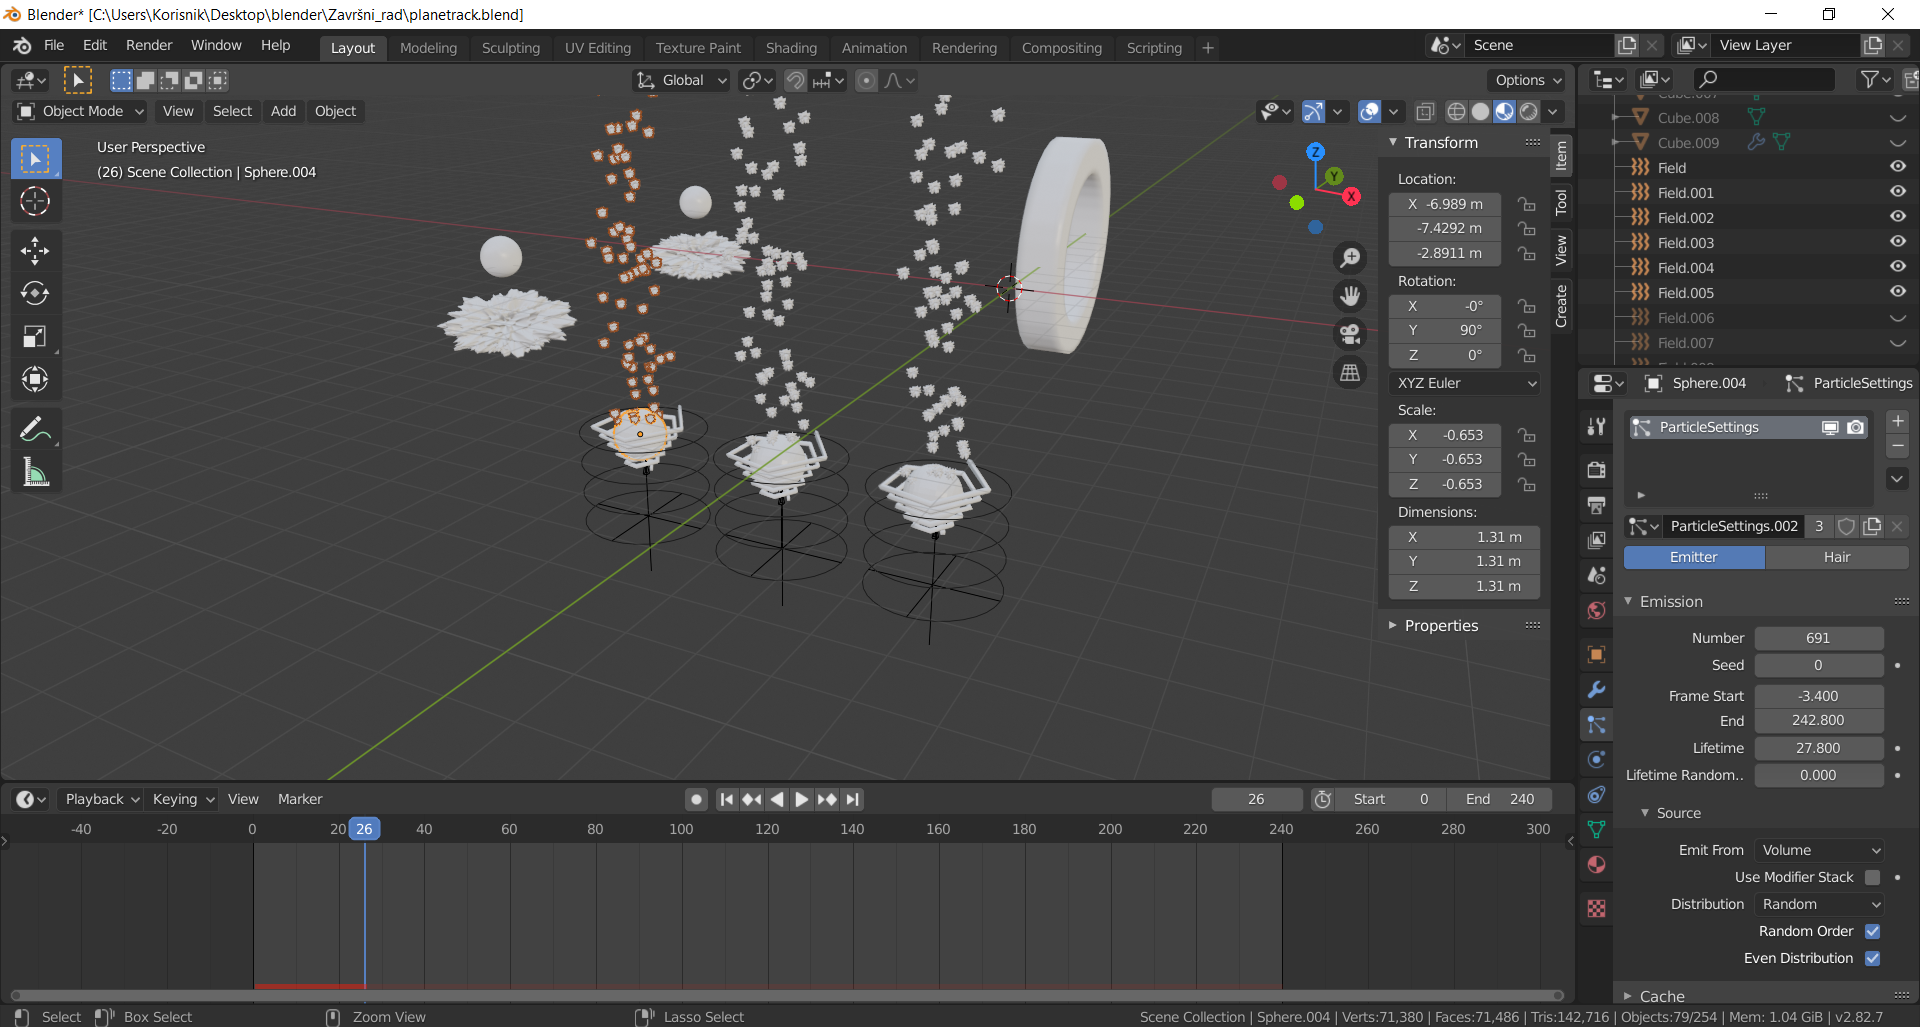 Blender* [C:\Users\Korisnik\Desktop\blender\Završni_rad\planetrack.blend]
File Edit Render Window Help Layout Modeling Sculpting UV Editing Texture Paint Shading Animation Rendering Compositing Scripting + Scene View Layer
Global Options
Object Mode View Select Add Object
User Perspective
(26) Scene Collection | Sphere.004
Z
Y
X
Transform
Location:
X -6.989 m
-7.4292 m
-2.8911 m
Rotation:
X -0°
Y 90°
Z 0°
XYZ Euler
Scale:
X -0.653
Y -0.653
Z -0.653
Dimensions:
X 1.31 m
Y 1.31 m
Z 1.31 m
Properties
Item
Tool
View
Create
Cube.007
Cube.008
Cube.009
Field
Field.001
Field.002
Field.003
Field.004
Field.005
Field.006
Field.007
Sphere.004 ParticleSettings
ParticleSettings
ParticleSettings.002 3
Emitter Hair
Emission
Number 691
Seed 0
Frame Start -3.400
End 242.800
Lifetime 27.800
Lifetime Random.. 0.000
Source
Emit From Volume
Use Modifier Stack
Distribution Random
Random Order
Even Distribution
Cache
Playback Keying View Marker 26 Start 0 End 240
-40 -20 0 20 26 40 60 80 100 120 140 160 180 200 220 240 260 280 300
Select Box Select Zoom View Lasso Select Scene Collection | Sphere.004 | Verts:71,380 | Faces:71,486 | Tris:142,716 | Objects:79/254 | Mem: 1.04 GiB | v2.82.7